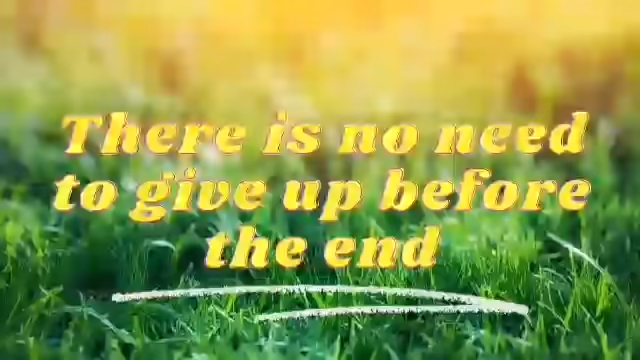 There is no need
to give up before
the end